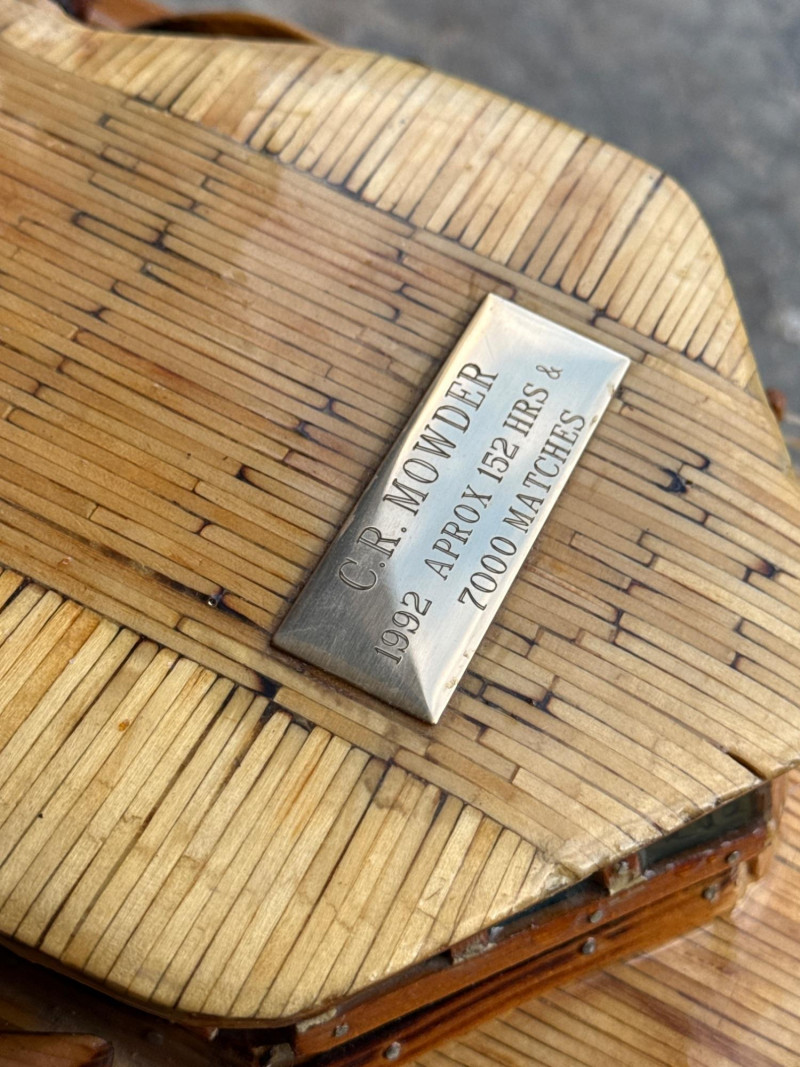 C.R. MOWDER
1992 APROX 152 HRS &
7000 MATCHES